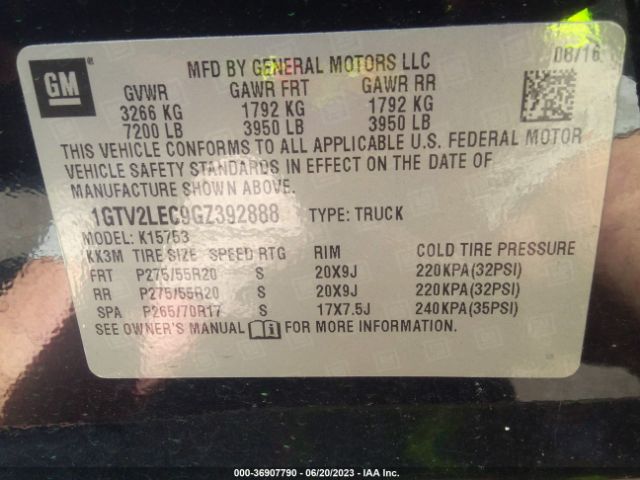 GM ®
MFD BY GENERAL MOTORS LLC 08/16
GVWR GAWR FRT GAWR RR
3266 KG 1792 KG 1792 KG
7200 LB 3950 LB 3950 LB
THIS VEHICLE CONFORMS TO ALL APPLICABLE U.S. FEDERAL MOTOR
VEHICLE SAFETY STANDARDS IN EFFECT ON THE DATE OF
MANUFACTURE SHOWN ABOVE.
1GTV2LEC9GZ392888 TYPE: TRUCK
MODEL: K15753
KK3M TIRE SIZE SPEED RTG RIM COLD TIRE PRESSURE
FRT P275/55R20 S 20X9J 220KPA(32PSI)
RR P275/55R20 S 20X9J 220KPA(32PSI)
SPA P265/70R17 S 17X7.5J 240KPA(35PSI)
SEE OWNER'S MANUAL FOR MORE INFORMATION.
000-36907790 — 06/20/2023 — IAA Inc.